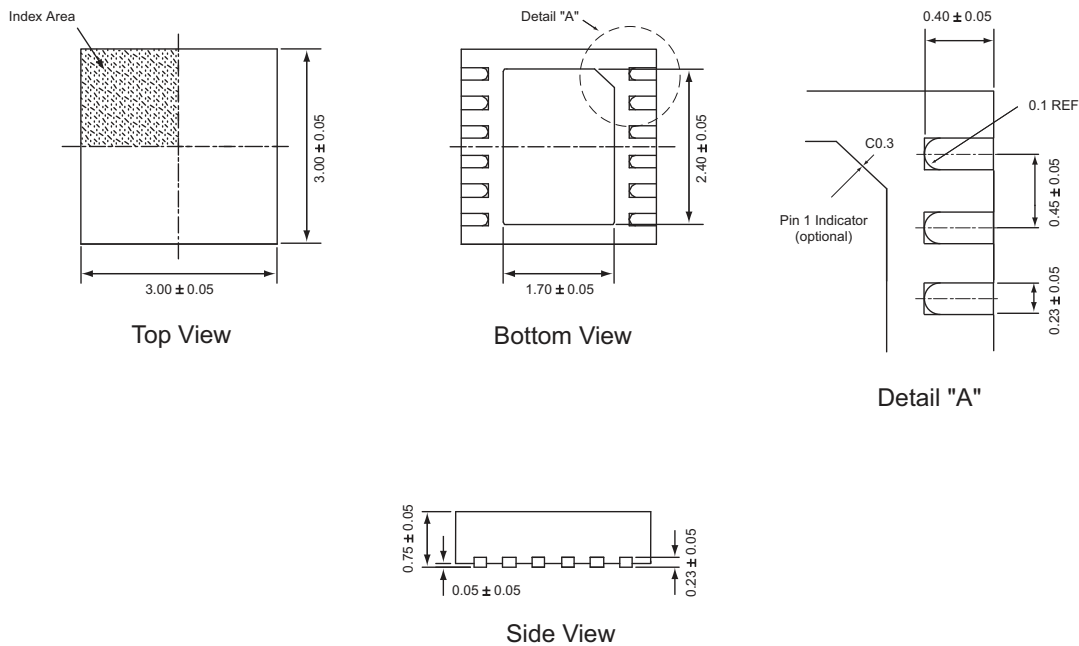 Index Area
3.00 ± 0.05
3.00 ± 0.05
Top View
Detail "A"
2.40 ± 0.05
1.70 ± 0.05
Bottom View
0.40 ± 0.05
0.1 REF
C0.3
0.45 ± 0.05
Pin 1 Indicator
(optional)
0.23 ± 0.05
Detail "A"
0.75 ± 0.05
0.05 ± 0.05
0.23 ± 0.05
Side View